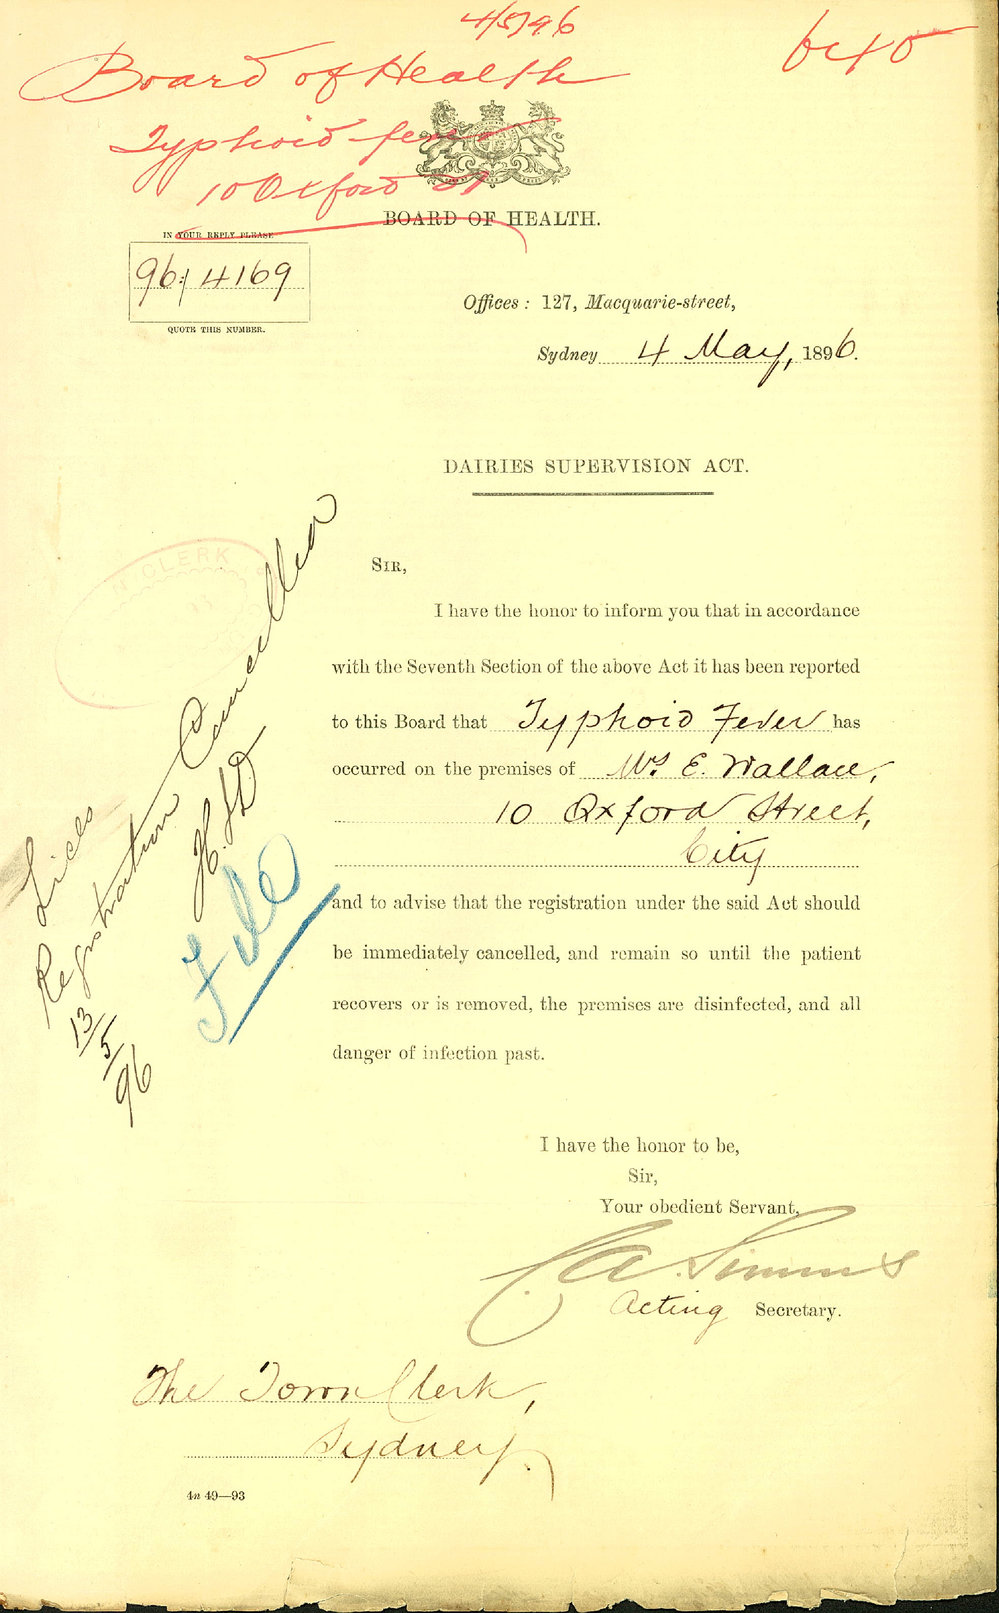 4/5/96
Board of Health
Typhoid fever
10 Oxford St
BOARD OF HEALTH.
IN YOUR REPLY PLEASE
96/4169
QUOTE THIS NUMBER.
Offices: 127, Macquarie-street,
Sydney 4 May, 1896.
DAIRIES SUPERVISION ACT.
SIR,
I have the honor to inform you that in accordance
with the Seventh Section of the above Act it has been reported
to this Board that Typhoid Fever has
occurred on the premises of Mrs E. Wallace,
10 Oxford Street,
City
and to advise that the registration under the said Act should
be immediately cancelled, and remain so until the patient
recovers or is removed, the premises are disinfected, and all
danger of infection past.
I have the honor to be,
Sir,
Your obedient Servant,
C.A. Simms
Acting Secretary.
The Town Clerk,
Sydney
4n 49—93
CLERK
Registration Cancelled
13/5/96
File